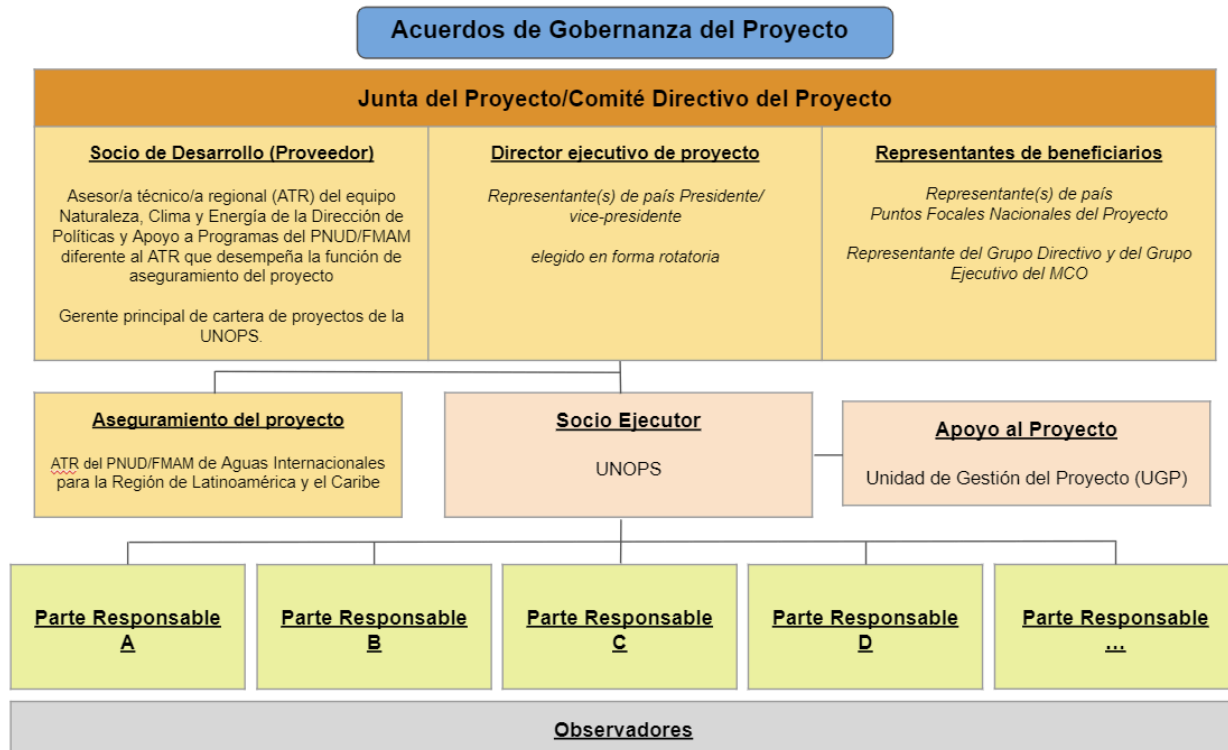 Acuerdos de Gobernanza del Proyecto
Junta del Proyecto/Comité Directivo del Proyecto
Socio de Desarrollo (Proveedor)
Asesor/a técnico/a regional (ATR) del equipo
Naturaleza, Clima y Energía de la Dirección de
Políticas y Apoyo a Programas del PNUD/FMAM
diferente al ATR que desempeña la función de
aseguramiento del proyecto
Gerente principal de cartera de proyectos de la
UNOPS.
Director ejecutivo de proyecto
Representante(s) de país Presidente/
vice-presidente
elegido en forma rotatoria
Representantes de beneficiarios
Representante(s) de país
Puntos Focales Nacionales del Proyecto
Representante del Grupo Directivo y del Grupo
Ejecutivo del MCO
Aseguramiento del proyecto
ATR del PNUD/FMAM de Aguas Internacionales
para la Región de Latinoamérica y el Caribe
Socio Ejecutor
UNOPS
Apoyo al Proyecto
Unidad de Gestión del Proyecto (UGP)
Parte Responsable
A
Parte Responsable
B
Parte Responsable
C
Parte Responsable
D
Parte Responsable
...
Observadores